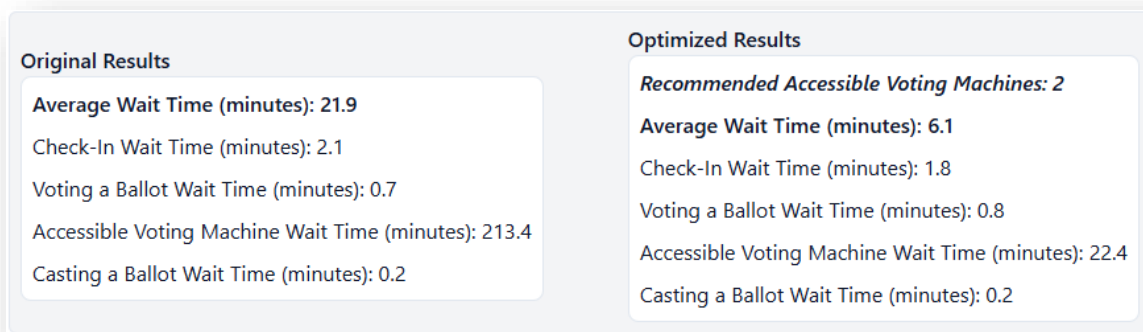 Original Results
Average Wait Time (minutes): 21.9
Check-In Wait Time (minutes): 2.1
Voting a Ballot Wait Time (minutes): 0.7
Accessible Voting Machine Wait Time (minutes): 213.4
Casting a Ballot Wait Time (minutes): 0.2
Optimized Results
Recommended Accessible Voting Machines: 2
Average Wait Time (minutes): 6.1
Check-In Wait Time (minutes): 1.8
Voting a Ballot Wait Time (minutes): 0.8
Accessible Voting Machine Wait Time (minutes): 22.4
Casting a Ballot Wait Time (minutes): 0.2